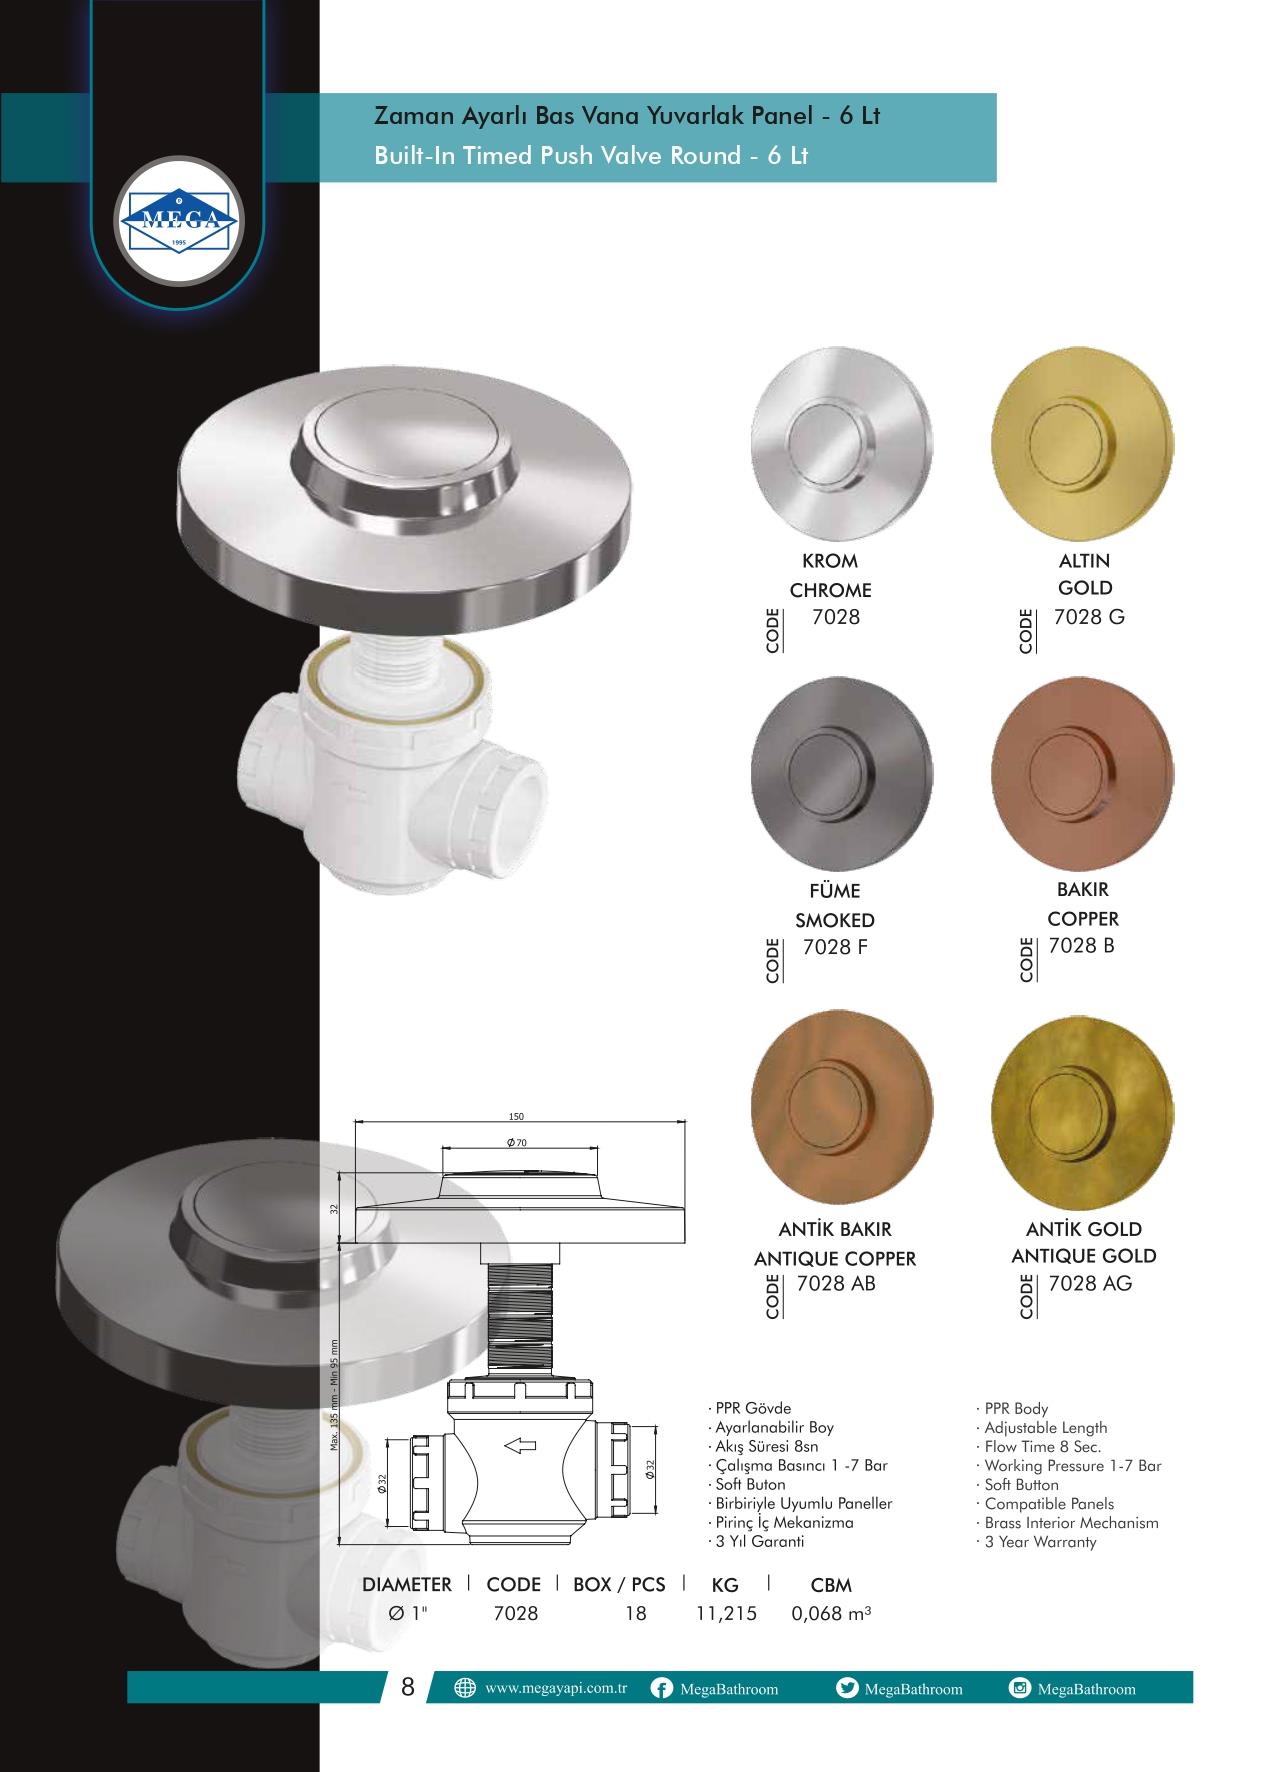 Zaman Ayarlı Bas Vana Yuvarlak Panel - 6 Lt
Built-In Timed Push Valve Round - 6 Lt
MEGA
1995
KROM
CHROME
CODE 7028
ALTIN
GOLD
CODE 7028 G
FÜME
SMOKED
CODE 7028 F
BAKIR
COPPER
CODE 7028 B
ANTİK BAKIR
ANTIQUE COPPER
CODE 7028 AB
ANTİK GOLD
ANTIQUE GOLD
CODE 7028 AG
150
Ø70
32
Max. 135 mm - Min 95 mm
Ø32
Ø32
· PPR Gövde
· Ayarlanabilir Boy
· Akış Süresi 8sn
· Çalışma Basıncı 1 -7 Bar
· Soft Buton
· Birbiriyle Uyumlu Paneller
· Pirinç İç Mekanizma
· 3 Yıl Garanti
· PPR Body
· Adjustable Length
· Flow Time 8 Sec.
· Working Pressure 1-7 Bar
· Soft Button
· Compatible Panels
· Brass Interior Mechanism
· 3 Year Warranty
DIAMETER | CODE | BOX / PCS | KG | CBM
Ø 1" 7028 18 11,215 0,068 m³
8 www.megayapi.com.tr MegaBathroom MegaBathroom MegaBathroom